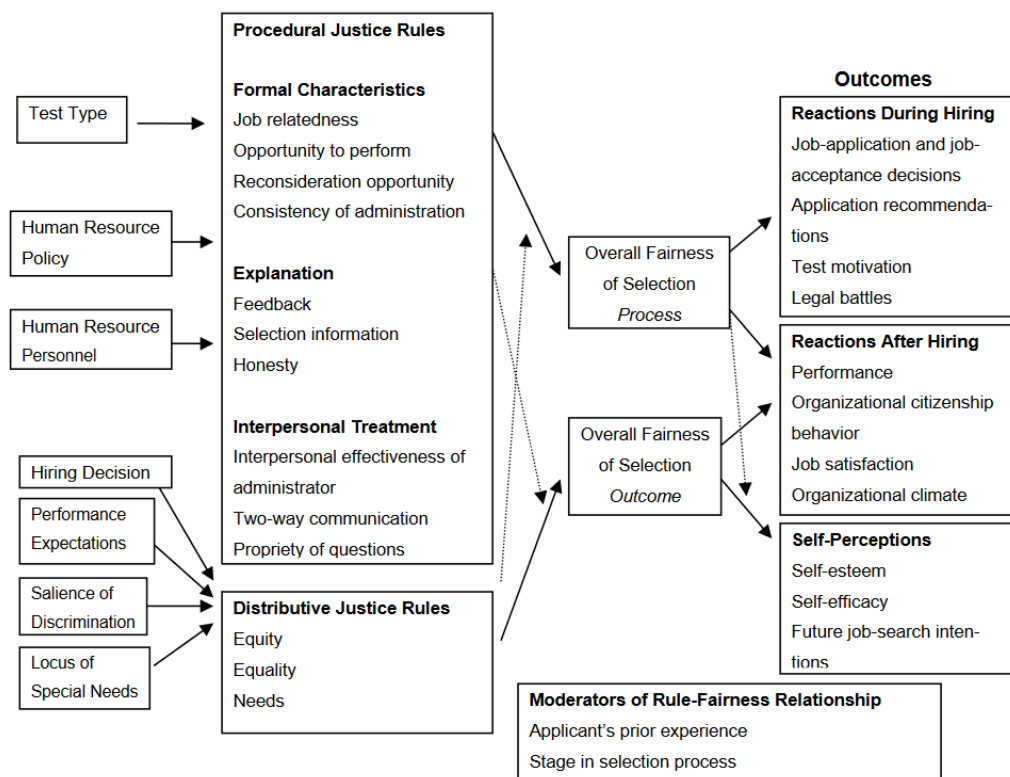 Test Type
Human Resource
Policy
Human Resource
Personnel
Hiring Decision
Performance
Expectations
Salience of
Discrimination
Locus of
Special Needs
Procedural Justice Rules
Formal Characteristics
Job relatedness
Opportunity to perform
Reconsideration opportunity
Consistency of administration
Explanation
Feedback
Selection information
Honesty
Interpersonal Treatment
Interpersonal effectiveness of
administrator
Two-way communication
Propriety of questions
Distributive Justice Rules
Equity
Equality
Needs
Overall Fairness
of Selection
Process
Overall Fairness
of Selection
Outcome
Outcomes
Reactions During Hiring
Job-application and job-
acceptance decisions
Application recommenda-
tions
Test motivation
Legal battles
Reactions After Hiring
Performance
Organizational citizenship
behavior
Job satisfaction
Organizational climate
Self-Perceptions
Self-esteem
Self-efficacy
Future job-search inten-
tions
Moderators of Rule-Fairness Relationship
Applicant's prior experience
Stage in selection process